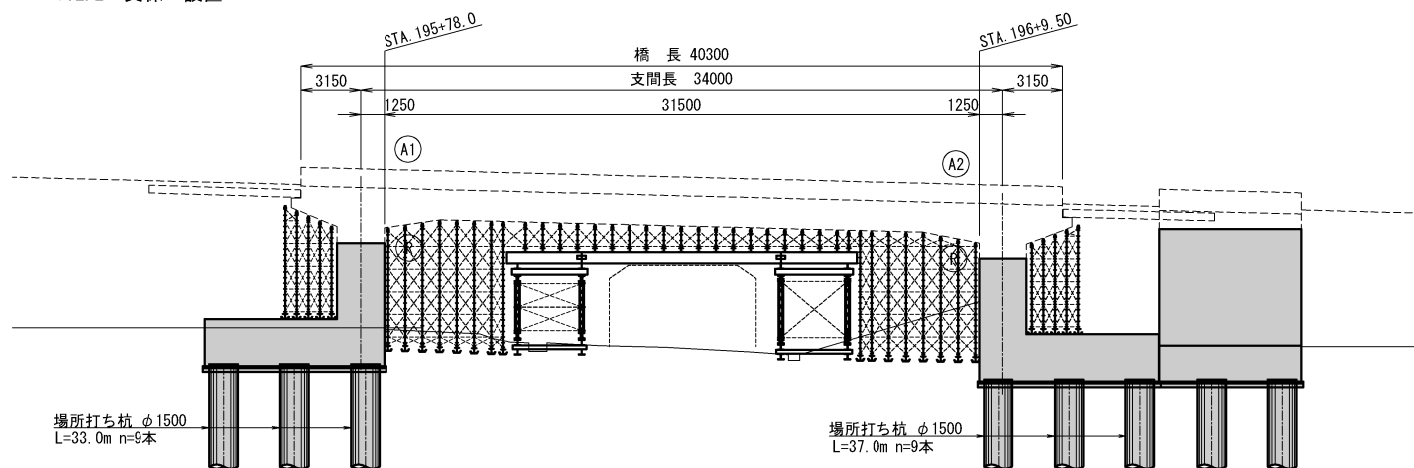 STA. 195+78.0
STA. 196+9.50
橋 長 40300
3150
支間長 34000
3150
1250
31500
1250
A1
A2
R
R
場所打ち杭 φ1500
L=33.0m n=9本
場所打ち杭 φ1500
L=37.0m n=9本